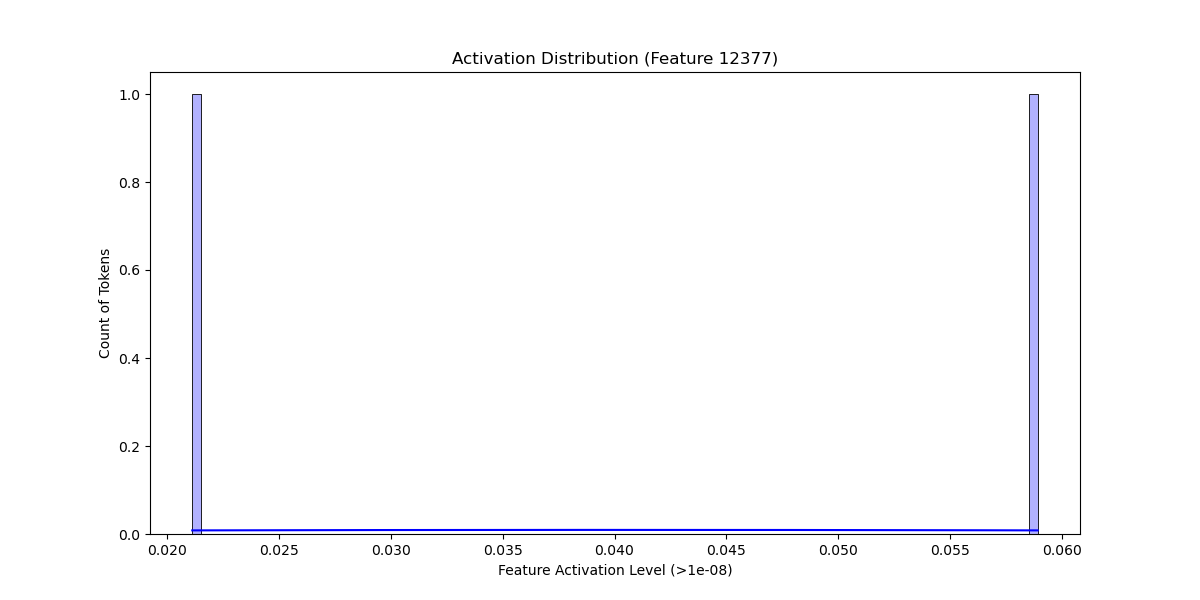 Activation Distribution (Feature 12377)
Count of Tokens
1.0
0.8
0.6
0.4
0.2
0.0
0.020 0.025 0.030 0.035 0.040 0.045 0.050 0.055 0.060
Feature Activation Level (>1e-08)